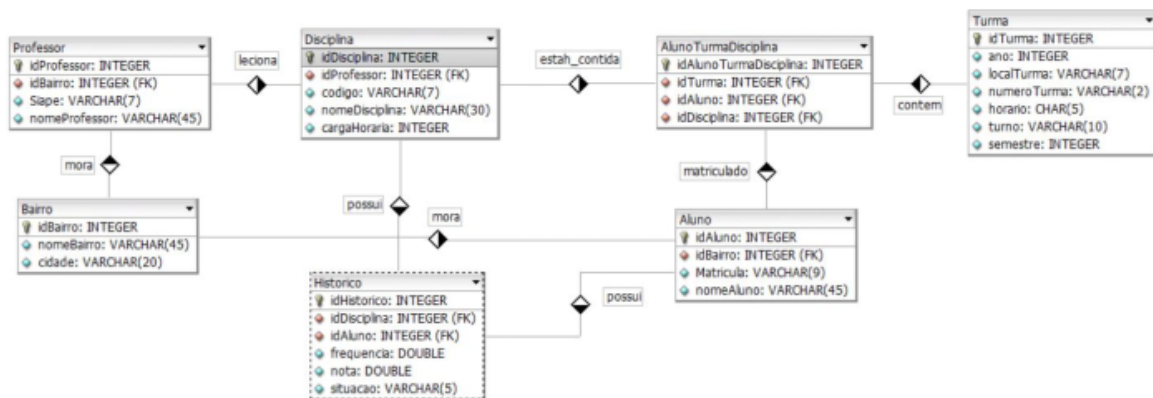 Professor
idProfessor: INTEGER
idBairro: INTEGER (FK)
Siape: VARCHAR(7)
nomeProfessor: VARCHAR(45)
leciona
Disciplina
idDisciplina: INTEGER
idProfessor: INTEGER (FK)
codigo: VARCHAR(7)
nomeDisciplina: VARCHAR(30)
cargaHoraria: INTEGER
estah_contida
AlunoTurmaDisciplina
idAlunoTurmaDisciplina: INTEGER
idTurma: INTEGER (FK)
idAluno: INTEGER (FK)
idDisciplina: INTEGER (FK)
contem
Turma
idTurma: INTEGER
ano: INTEGER
localTurma: VARCHAR(7)
numeroTurma: VARCHAR(2)
horario: CHAR(5)
turno: VARCHAR(10)
semestre: INTEGER
mora
possui
mora
matriculado
Bairro
idBairro: INTEGER
nomeBairro: VARCHAR(45)
cidade: VARCHAR(20)
Aluno
idAluno: INTEGER
idBairro: INTEGER (FK)
Matricula: VARCHAR(9)
nomeAluno: VARCHAR(45)
Historico
idHistorico: INTEGER
idDisciplina: INTEGER (FK)
idAluno: INTEGER (FK)
frequencia: DOUBLE
nota: DOUBLE
situacao: VARCHAR(5)
possui